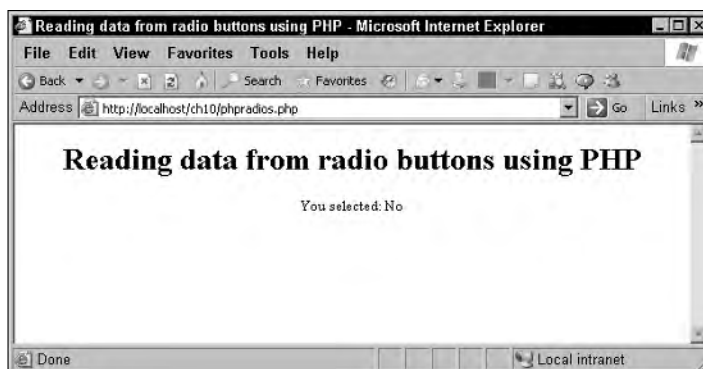 Reading data from radio buttons using PHP - Microsoft Internet Explorer
File Edit View Favorites Tools Help
Back Search Favorites
Address http://localhost/ch10/phpradios.php Go Links »
Reading data from radio buttons using PHP
You selected: No
Done Local intranet